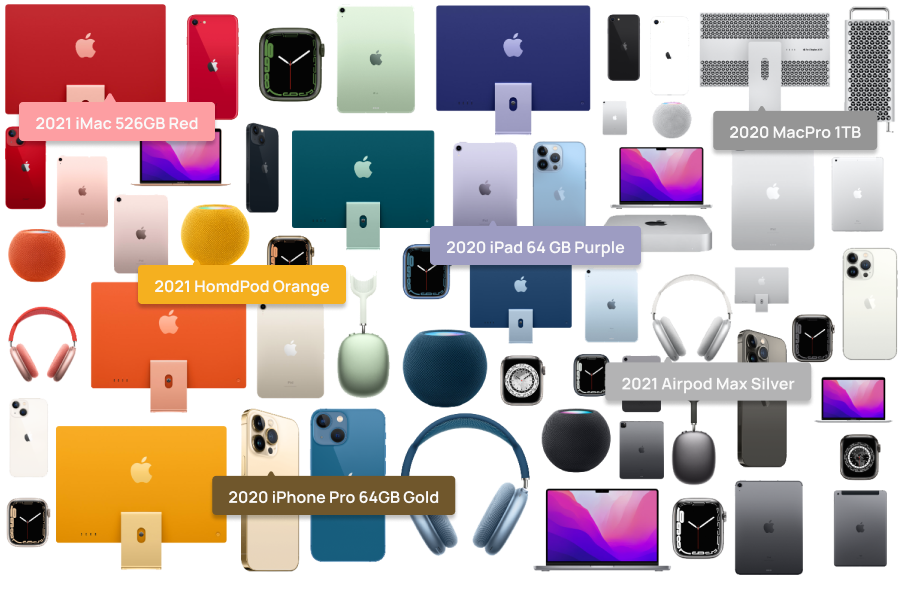 2021 iMac 526GB Red
2020 MacPro 1TB
2020 iPad 64 GB Purple
2021 HomdPod Orange
2021 Airpod Max Silver
2020 iPhone Pro 64GB Gold